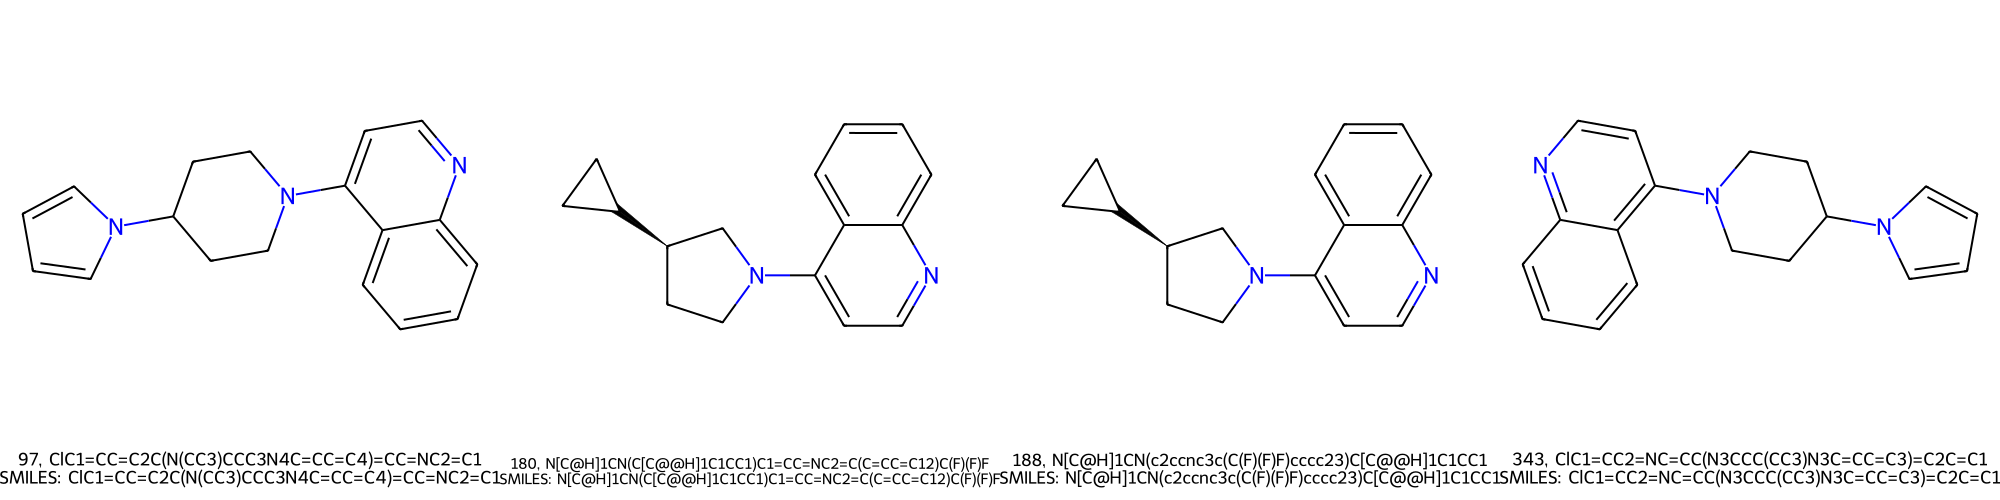 N
N
N
N
N
N
N
N
N
N
97, ClC1=CC=C2C(N(CC3)CCC3N4C=CC=C4)=CC=NC2=C1
SMILES: ClC1=CC=C2C(N(CC3)CCC3N4C=CC=C4)=CC=NC2=C1
180, N[C@H]1CN(C[C@@H]1C1CC1)C1=CC=NC2=C(C=CC=C12)C(F)(F)F
SMILES: N[C@H]1CN(C[C@@H]1C1CC1)C1=CC=NC2=C(C=CC=C12)C(F)(F)F
188, N[C@H]1CN(c2ccnc3c(C(F)(F)F)cccc23)C[C@@H]1C1CC1
SMILES: N[C@H]1CN(c2ccnc3c(C(F)(F)F)cccc23)C[C@@H]1C1CC1
343, ClC1=CC2=NC=CC(N3CCC(CC3)N3C=CC=C3)=C2C=C1
SMILES: ClC1=CC2=NC=CC(N3CCC(CC3)N3C=CC=C3)=C2C=C1